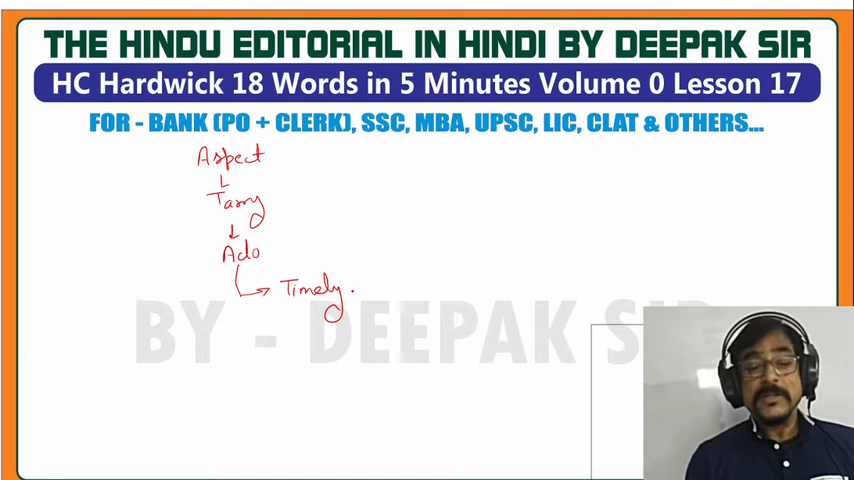 THE HINDU EDITORIAL IN HINDI BY DEEPAK SIR
HC Hardwick 18 Words in 5 Minutes Volume 0 Lesson 17
FOR - BANK (PO + CLERK), SSC, MBA, UPSC, LIC, CLAT & OTHERS...
Aspect
Tarry
Ado
Timely.
BY - DEEPAK SIR